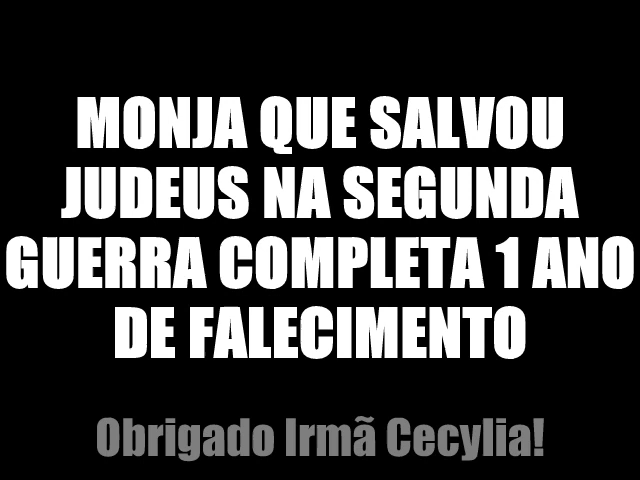 MONJA QUE SALVOU
JUDEUS NA SEGUNDA
GUERRA COMPLETA 1 ANO
DE FALECIMENTO
Obrigado Irmã Cecylia!